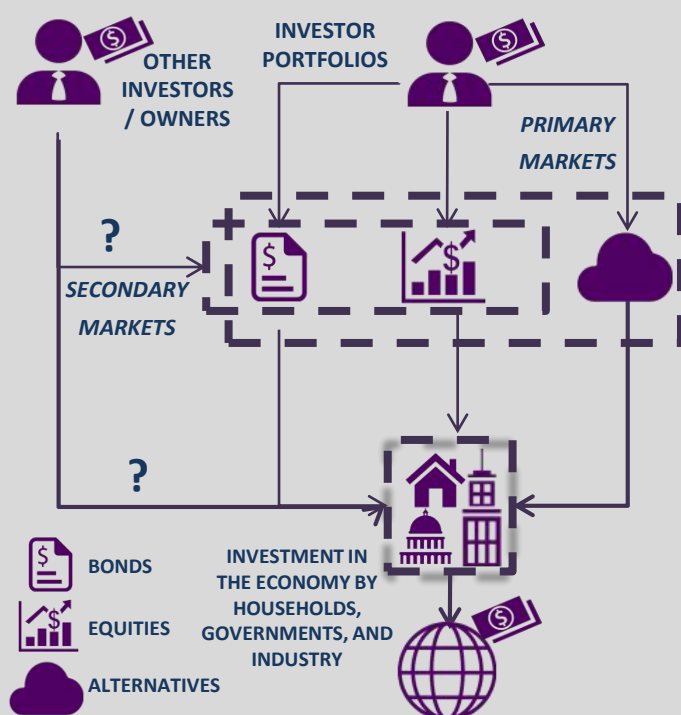 OTHER
INVESTORS
/ OWNERS
INVESTOR
PORTFOLIOS
PRIMARY
MARKETS
?
SECONDARY
MARKETS
?
$
$
$
$
BONDS
$
EQUITIES
ALTERNATIVES
INVESTMENT IN
THE ECONOMY BY
HOUSEHOLDS,
GOVERNMENTS, AND
INDUSTRY
$
$